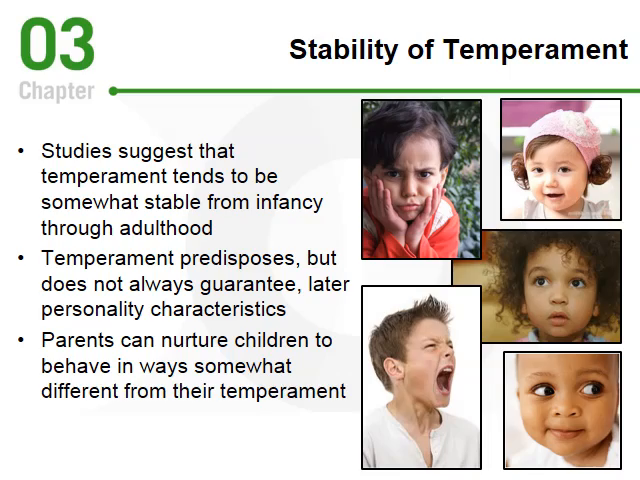 03
Chapter
Stability of Temperament
• Studies suggest that
temperament tends to be
somewhat stable from infancy
through adulthood
• Temperament predisposes, but
does not always guarantee, later
personality characteristics
• Parents can nurture children to
behave in ways somewhat
different from their temperament